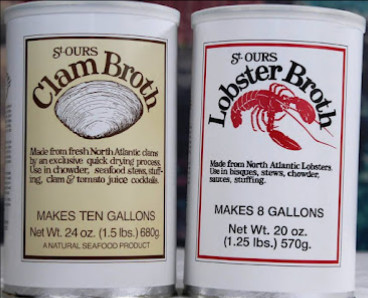 St. OURS
Clam Broth
Made from fresh North Atlantic clams
by an exclusive quick drying process.
Use in chowder, seafood stews, stuff-
ing, clam & tomato juice cocktails.
MAKES TEN GALLONS
Net Wt. 24 oz. (1.5 lbs.) 680g.
A NATURAL SEAFOOD PRODUCT
St. OURS
Lobster Broth
Made from North Atlantic Lobsters.
Use in bisques, stews, chowder,
sauces, stuffing.
MAKES 8 GALLONS
Net Wt. 20 oz.
(1.25 lbs.) 570g.